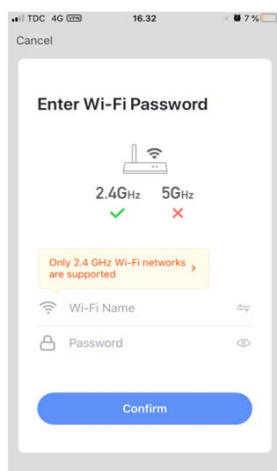 TDC 4G VPN 16.32 7 %
Cancel
Enter Wi-Fi Password
2.4GHz 5GHz
Only 2.4 GHz Wi-Fi networks
are supported
Wi-Fi Name
Password
Confirm